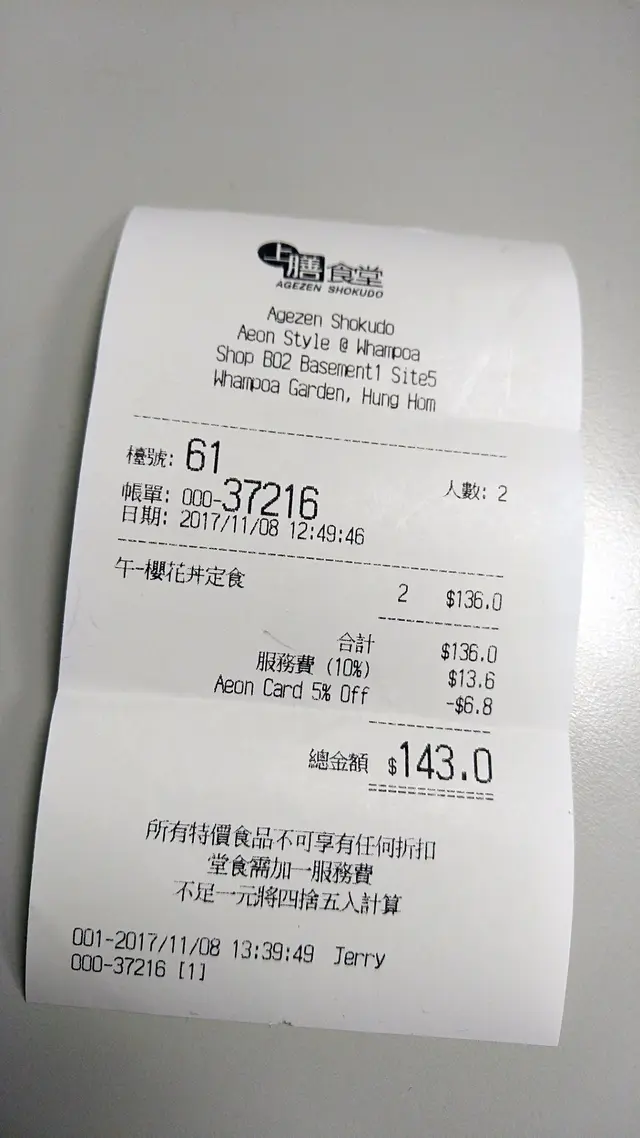 上膳食堂
AGEZEN SHOKUDO
Agezen Shokudo
Aeon Style @ Whampoa
Shop B02 Basement1 Site5
Whampoa Garden, Hung Hom
檯號: 61 人數: 2
帳單: 000-37216
日期: 2017/11/08 12:49:46
午-櫻花丼定食 2 $136.0
合計 $136.0
服務費 (10%) $13.6
Aeon Card 5% Off -$6.8
總金額 $143.0
所有特價食品不可享有任何折扣
堂食需加一服務費
不足一元將四捨五入計算
001-2017/11/08 13:39:49 Jerry
000-37216 [1]